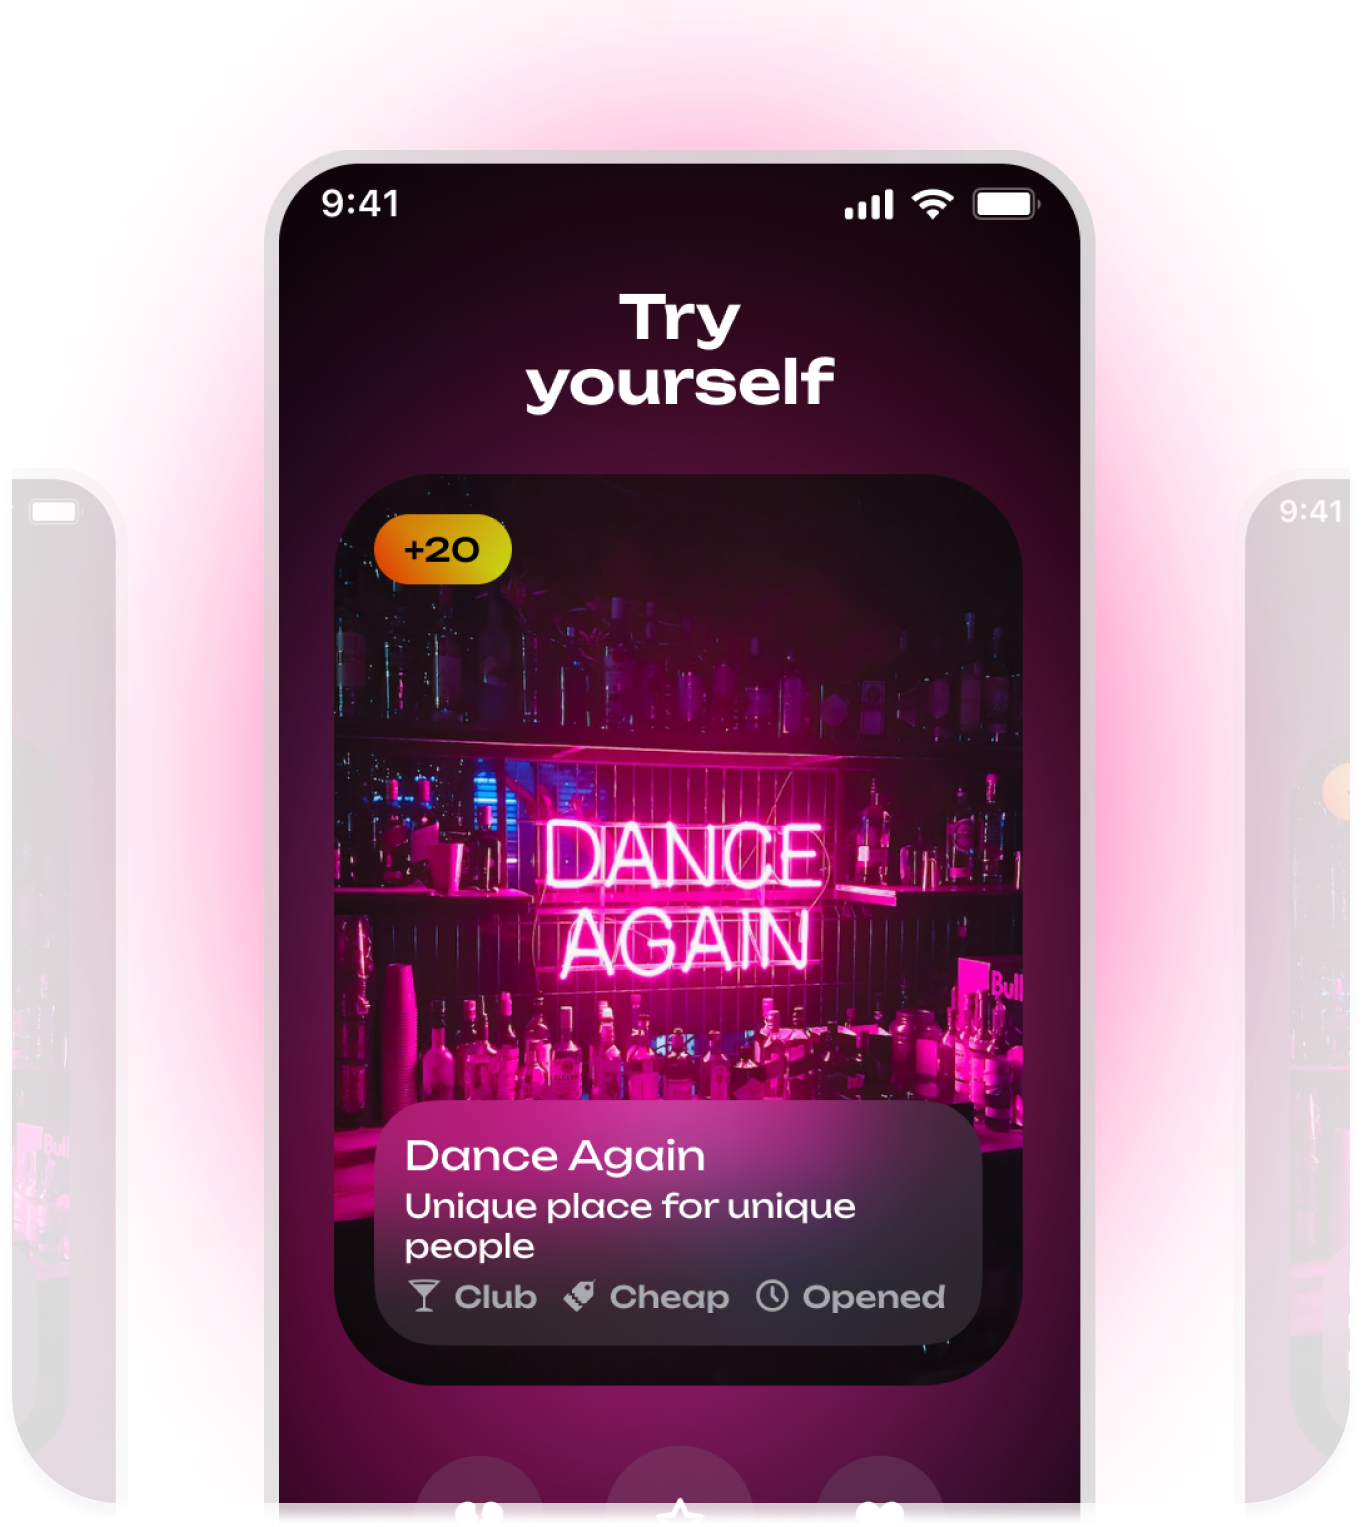 9:41
Try
yourself
9:41
+20
DANCE
AGAIN
Bull
Dance Again
Unique place for unique
people
Club Cheap Opened
Bull